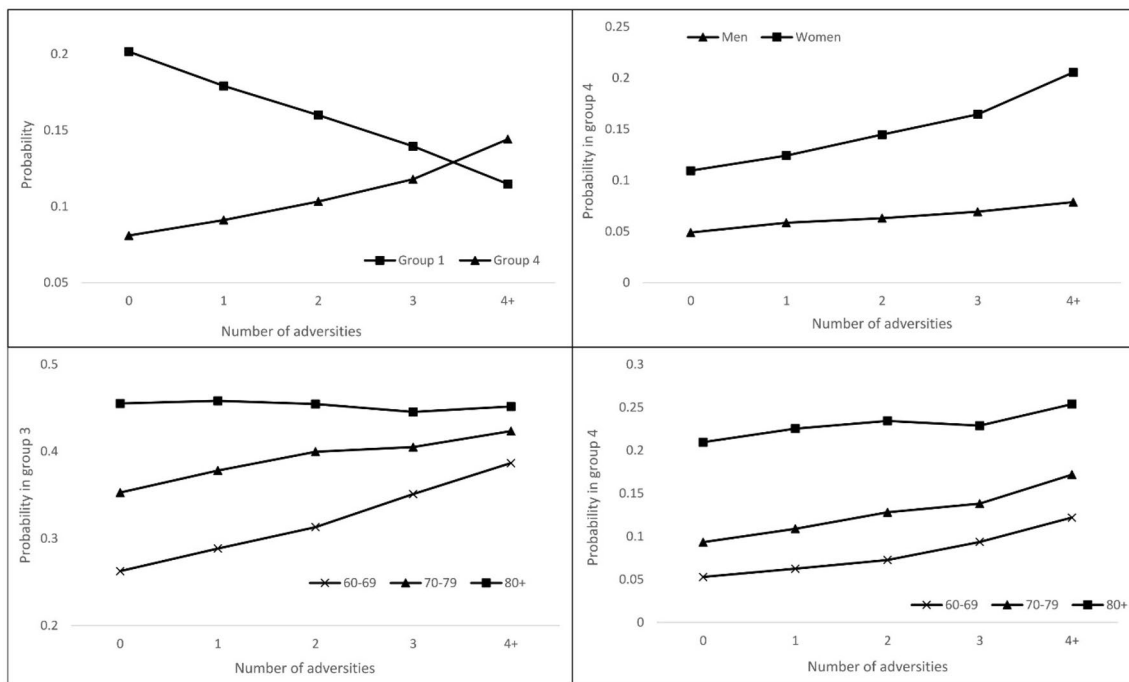 0.2
0.15
0.1
0.05
Probability
Group 1 Group 4
0 1 2 3 4+
Number of adversities
0.25
0.2
0.15
0.1
0.05
0
Probability in group 4
Men Women
0 1 2 3 4+
Number of adversities
0.5
0.4
0.3
0.2
Probability in group 3
60-69 70-79 80+
0 1 2 3 4+
Number of adversities
0.3
0.25
0.2
0.15
0.1
0.05
0
Probability in group 4
60-69 70-79 80+
0 1 2 3 4+
Number of adversities